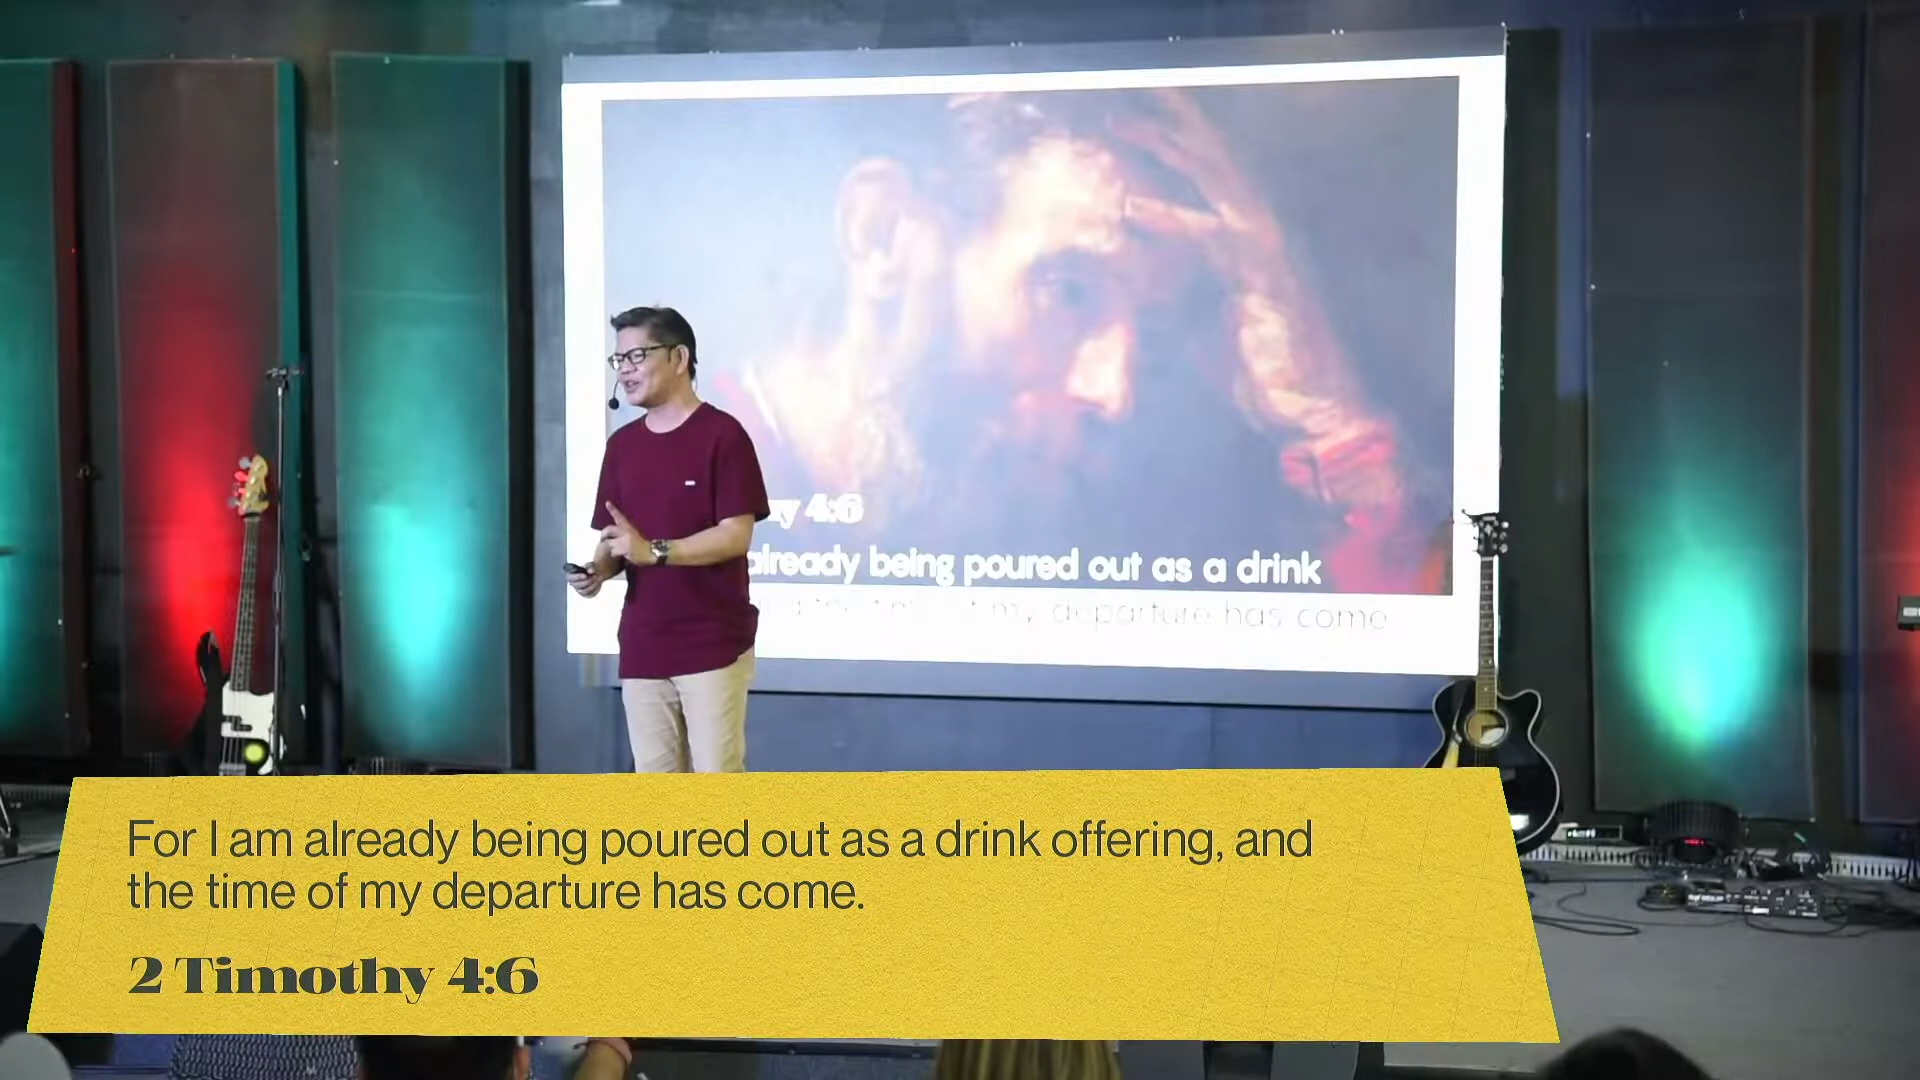 y 4:6
already being poured out as a drink
my departure has come
For I am already being poured out as a drink offering, and
the time of my departure has come.
2 Timothy 4:6